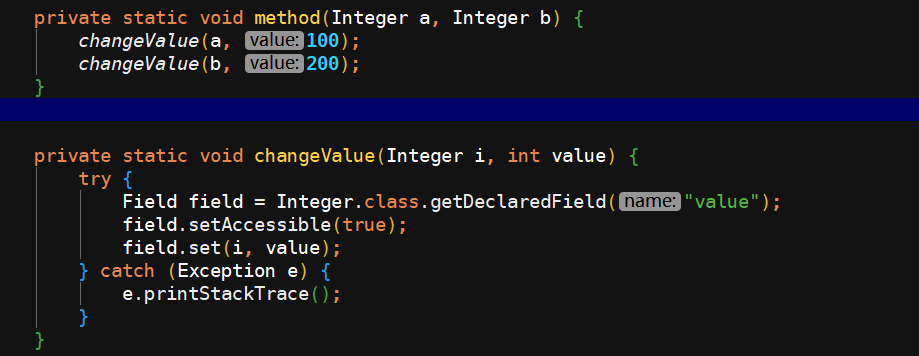 private static void method(Integer a, Integer b) {
changeValue(a, value: 100);
changeValue(b, value: 200);
}
private static void changeValue(Integer i, int value) {
try {
Field field = Integer.class.getDeclaredField( name: "value");
field.setAccessible(true);
field.set(i, value);
} catch (Exception e) {
e.printStackTrace();
}
}